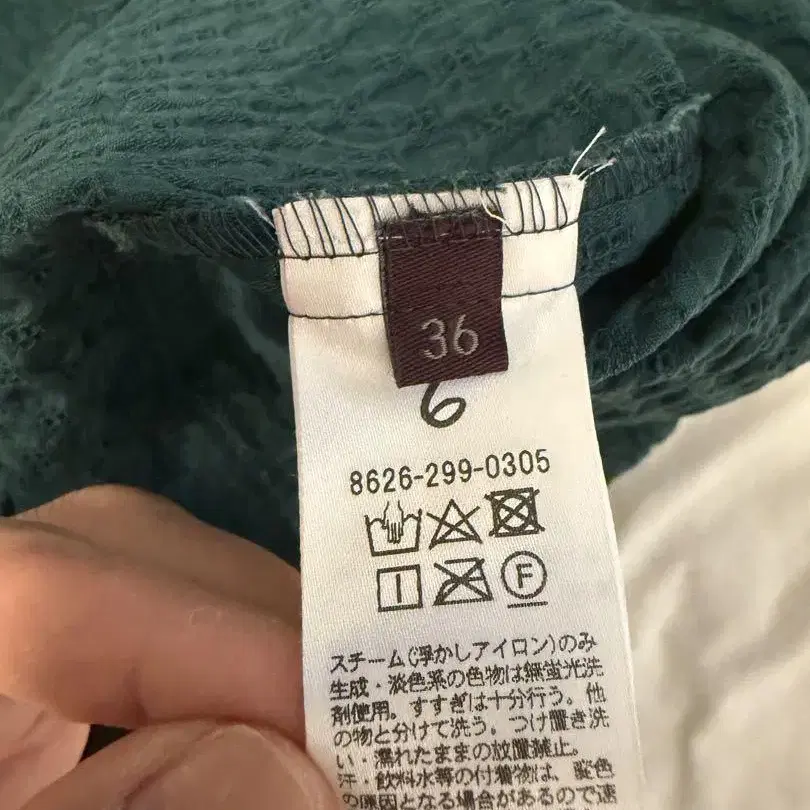 36
6
8626-299-0305
F
スチーム(浮かしアイロン)のみ
生成・淡色系の色物は無蛍光洗
剤使用。すすぎは十分行う。他
の物と分けて洗う。つけ置き洗
い・濡れたままの放置禁止。
汗・飲料水等の付着物は、変色
の原因となる場合があるので速